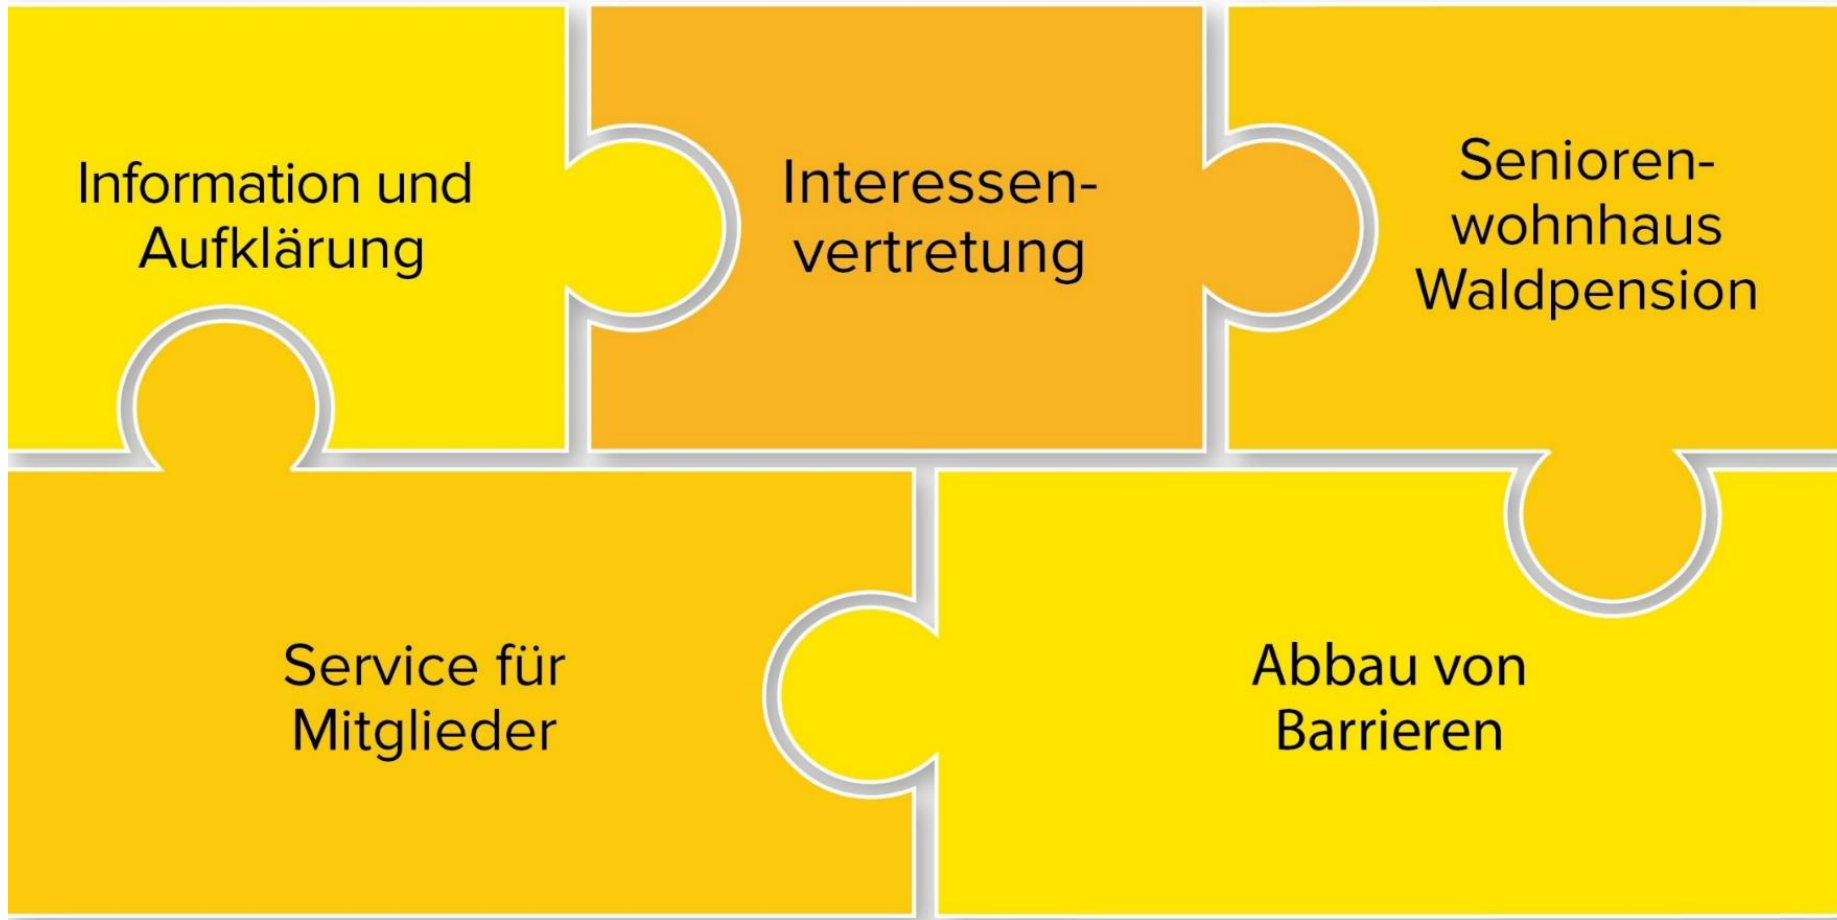 Information und
Aufklärung
Interessen-
vertretung
Senioren-
wohnhaus
Waldpension
Service für
Mitglieder
Abbau von
Barrieren